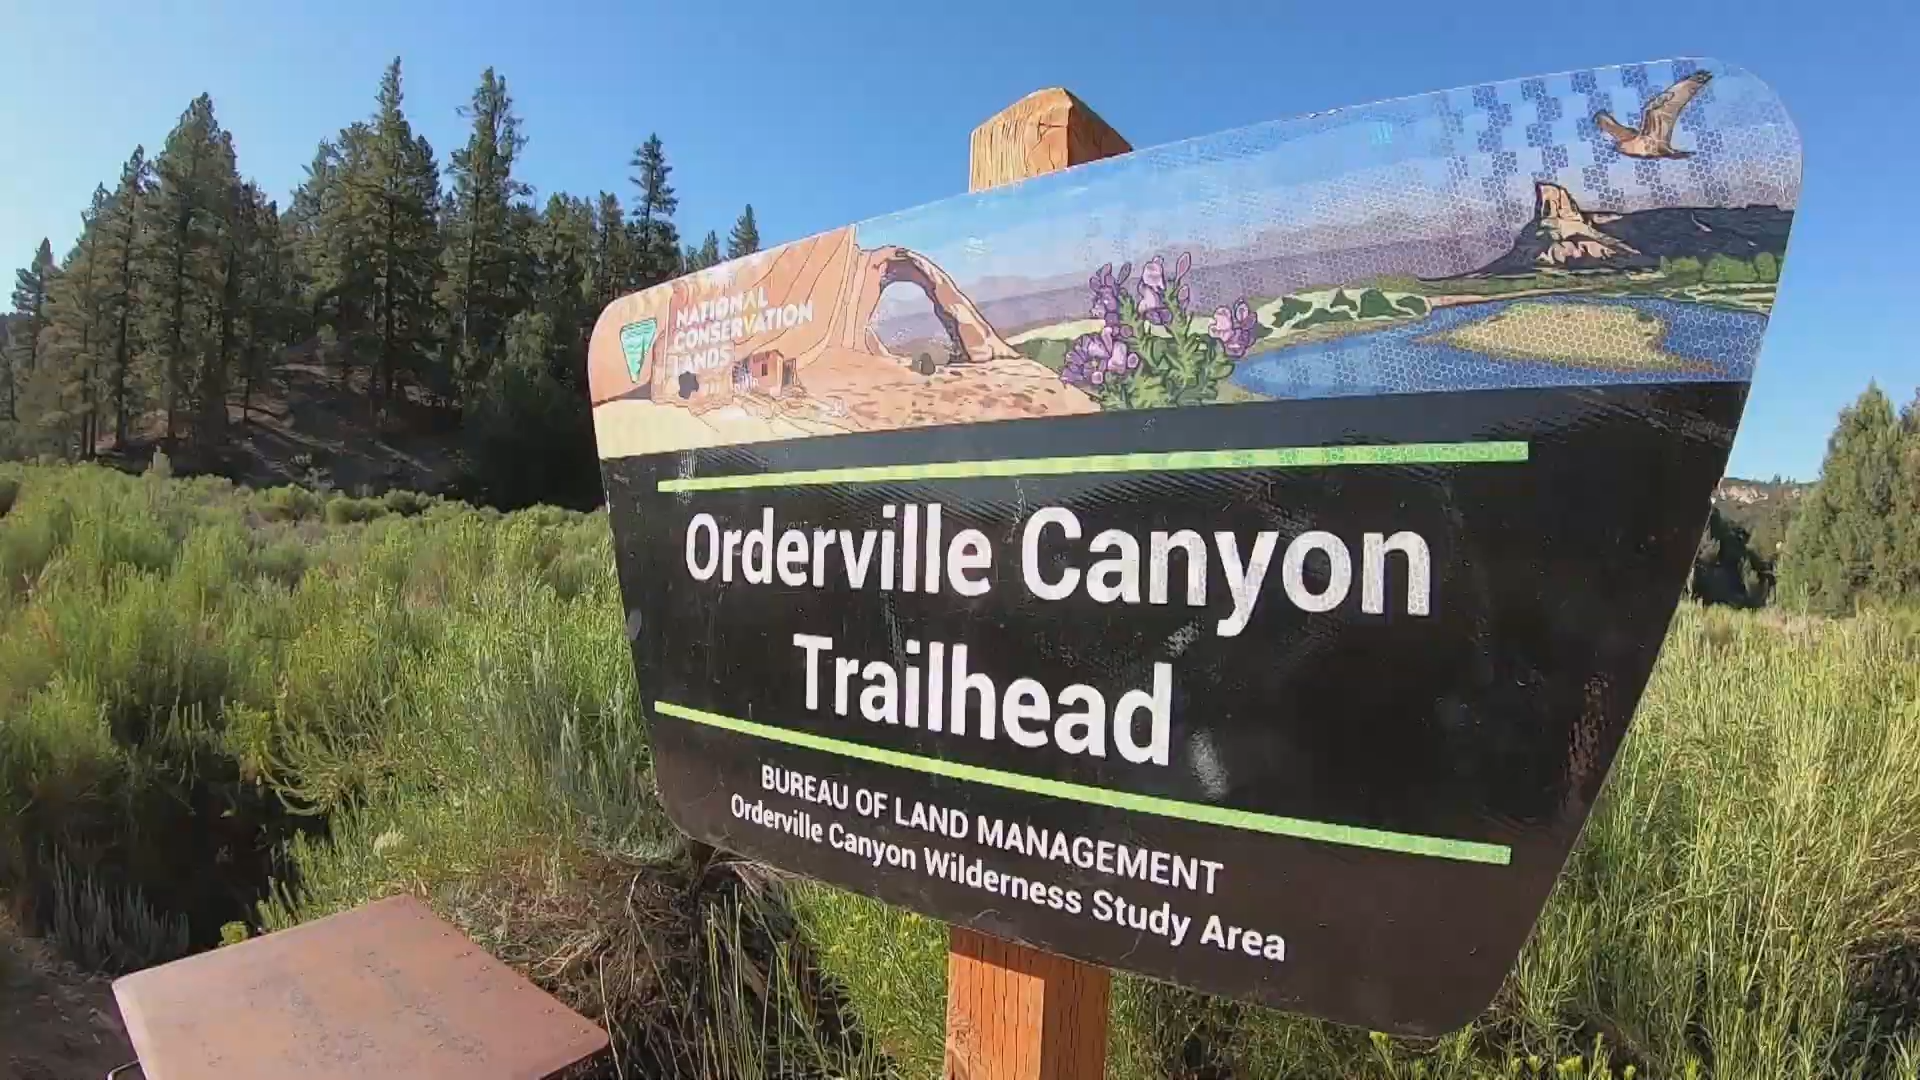 NATIONAL
CONSERVATION
LANDS
Orderville Canyon
Trailhead
BUREAU OF LAND MANAGEMENT
Orderville Canyon Wilderness Study Area